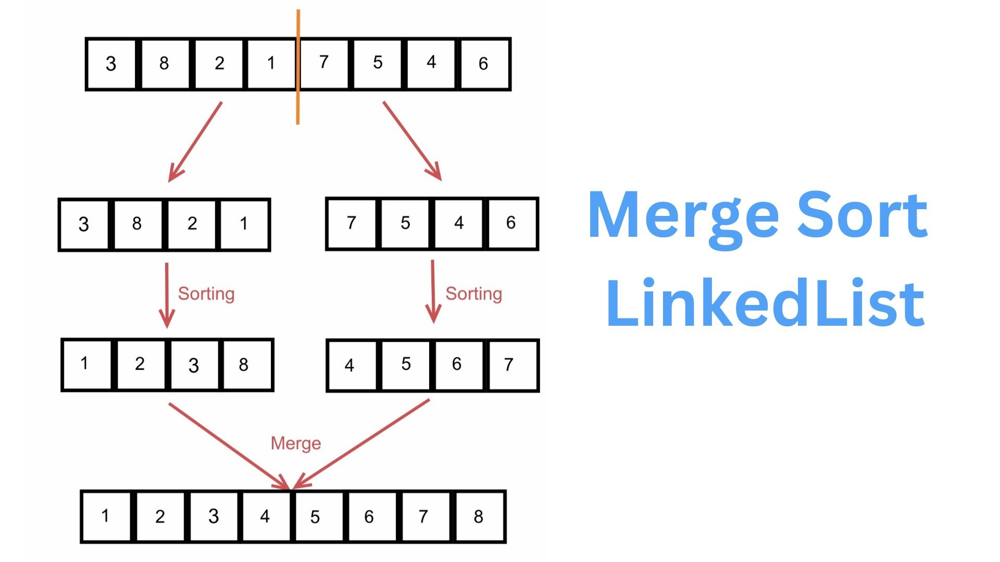 3 8 2 1 7 5 4 6
3 8 2 1
7 5 4 6
Sorting
Sorting
1 2 3 8
4 5 6 7
Merge
1 2 3 4 5 6 7 8
Merge Sort
LinkedList